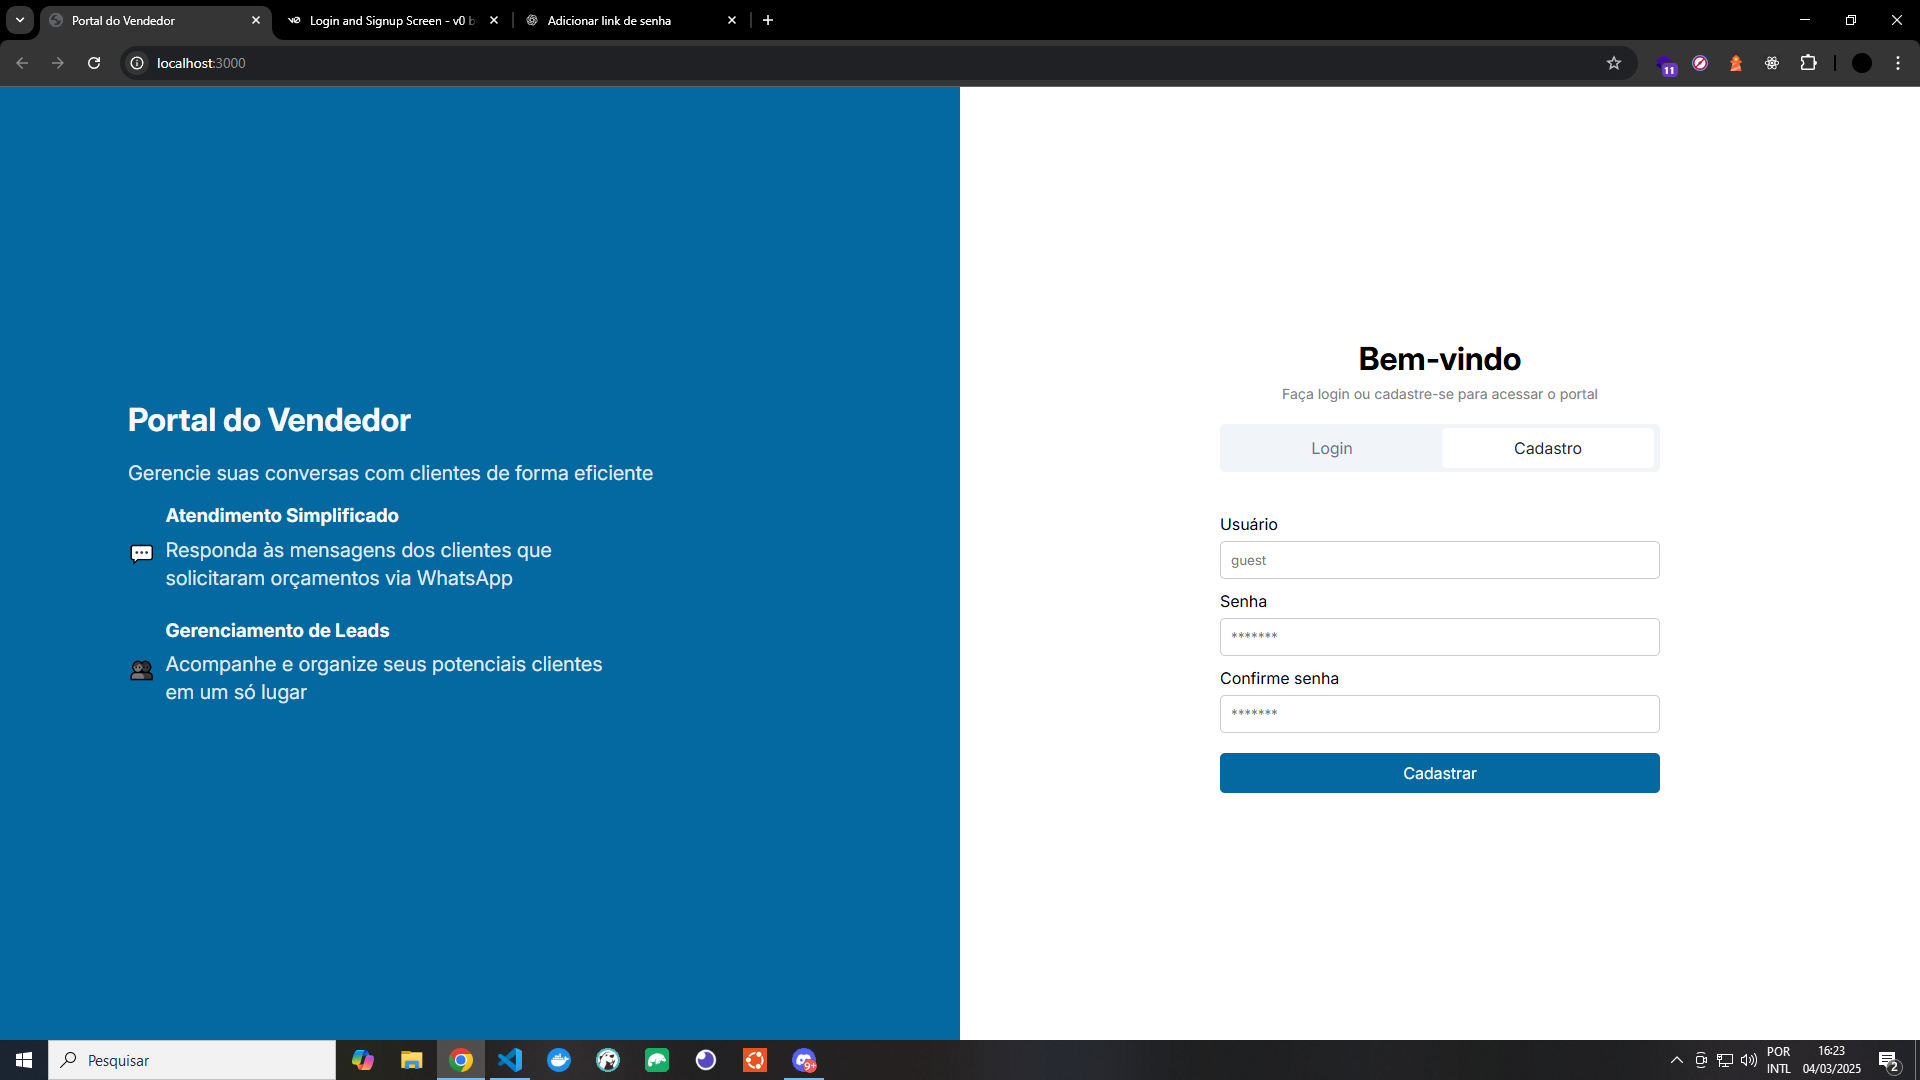 Portal do Vendedor
Login and Signup Screen - v0 b
Adicionar link de senha
localhost:3000
11
Portal do Vendedor
Gerencie suas conversas com clientes de forma eficiente
Atendimento Simplificado
Responda às mensagens dos clientes que
solicitaram orçamentos via WhatsApp
Gerenciamento de Leads
Acompanhe e organize seus potenciais clientes
em um só lugar
Bem-vindo
Faça login ou cadastre-se para acessar o portal
Login
Cadastro
Usuário
guest
Senha
*******
Confirme senha
*******
Cadastrar
Pesquisar
9+
POR
INTL
16:23
04/03/2025
2